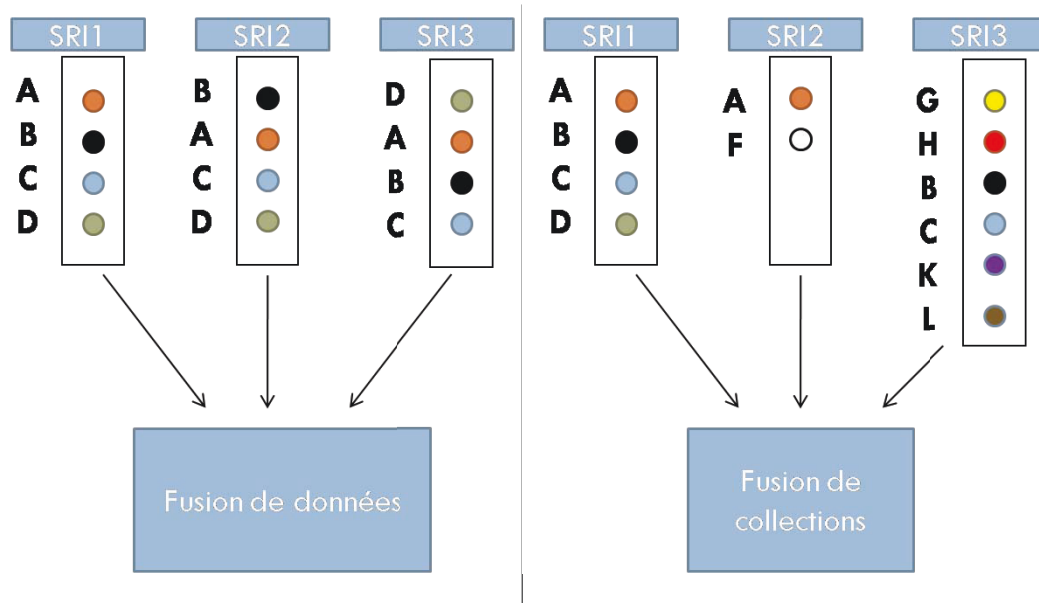 SRI1
SRI2
SRI3
A
B
C
D
B
A
C
D
D
A
B
C
Fusion de données
SRI1
SRI2
SRI3
A
B
C
D
A
F
G
H
B
C
K
L
Fusion de
collections